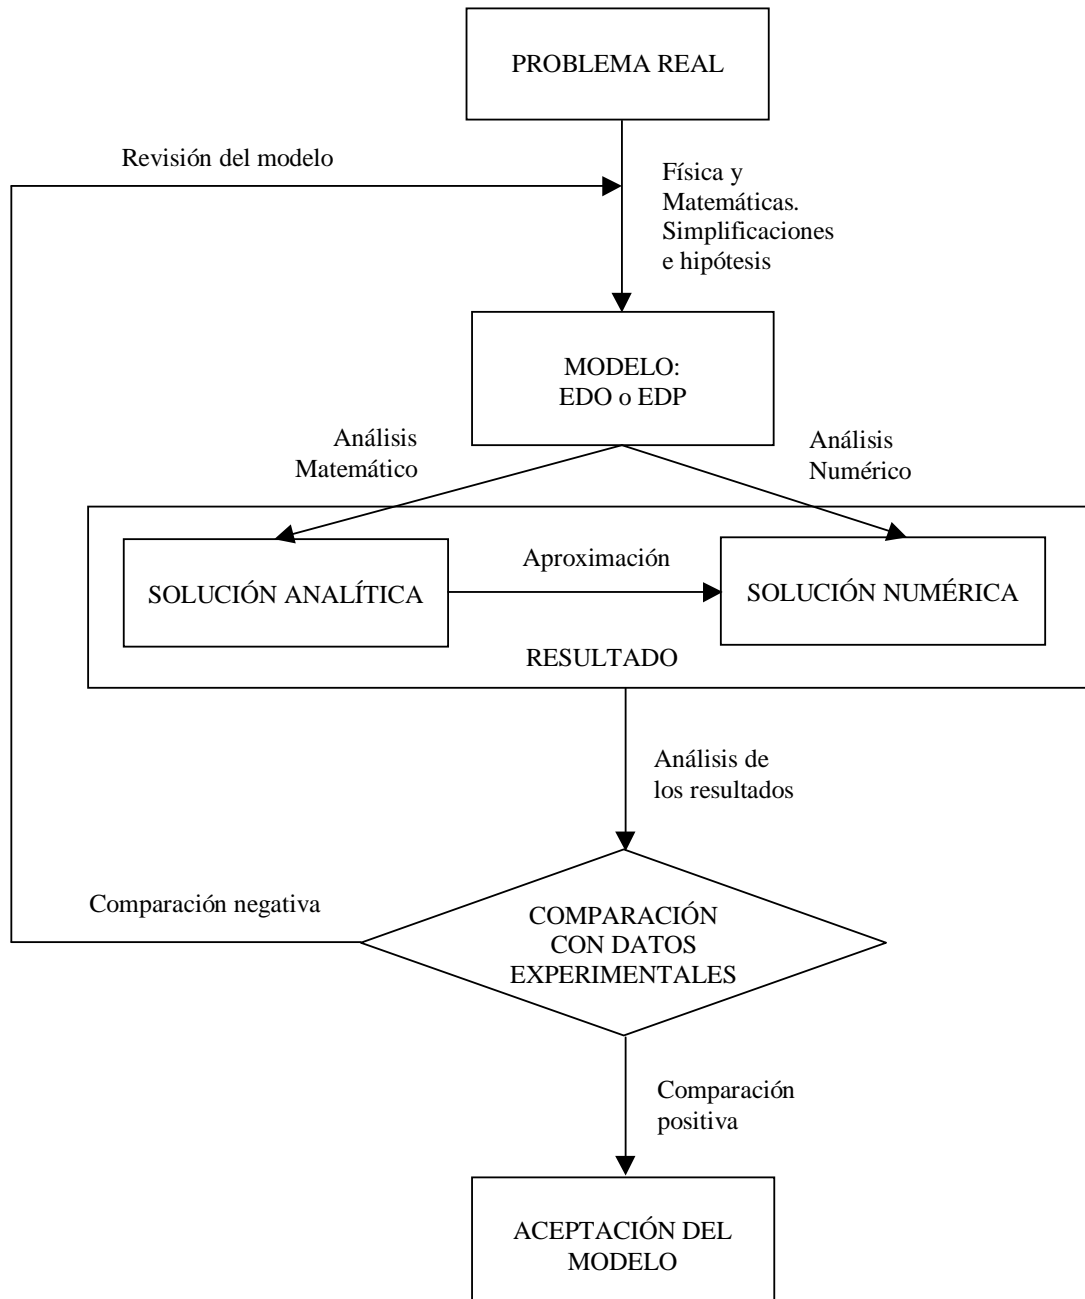 PROBLEMA REAL
Revisión del modelo
Física y
Matemáticas.
Simplificaciones
e hipótesis
MODELO:
EDO o EDP
Análisis
Matemático
Análisis
Numérico
Aproximación
SOLUCIÓN ANALÍTICA
SOLUCIÓN NUMÉRICA
RESULTADO
Análisis de
los resultados
Comparación negativa
COMPARACIÓN
CON DATOS
EXPERIMENTALES
Comparación
positiva
ACEPTACIÓN DEL
MODELO